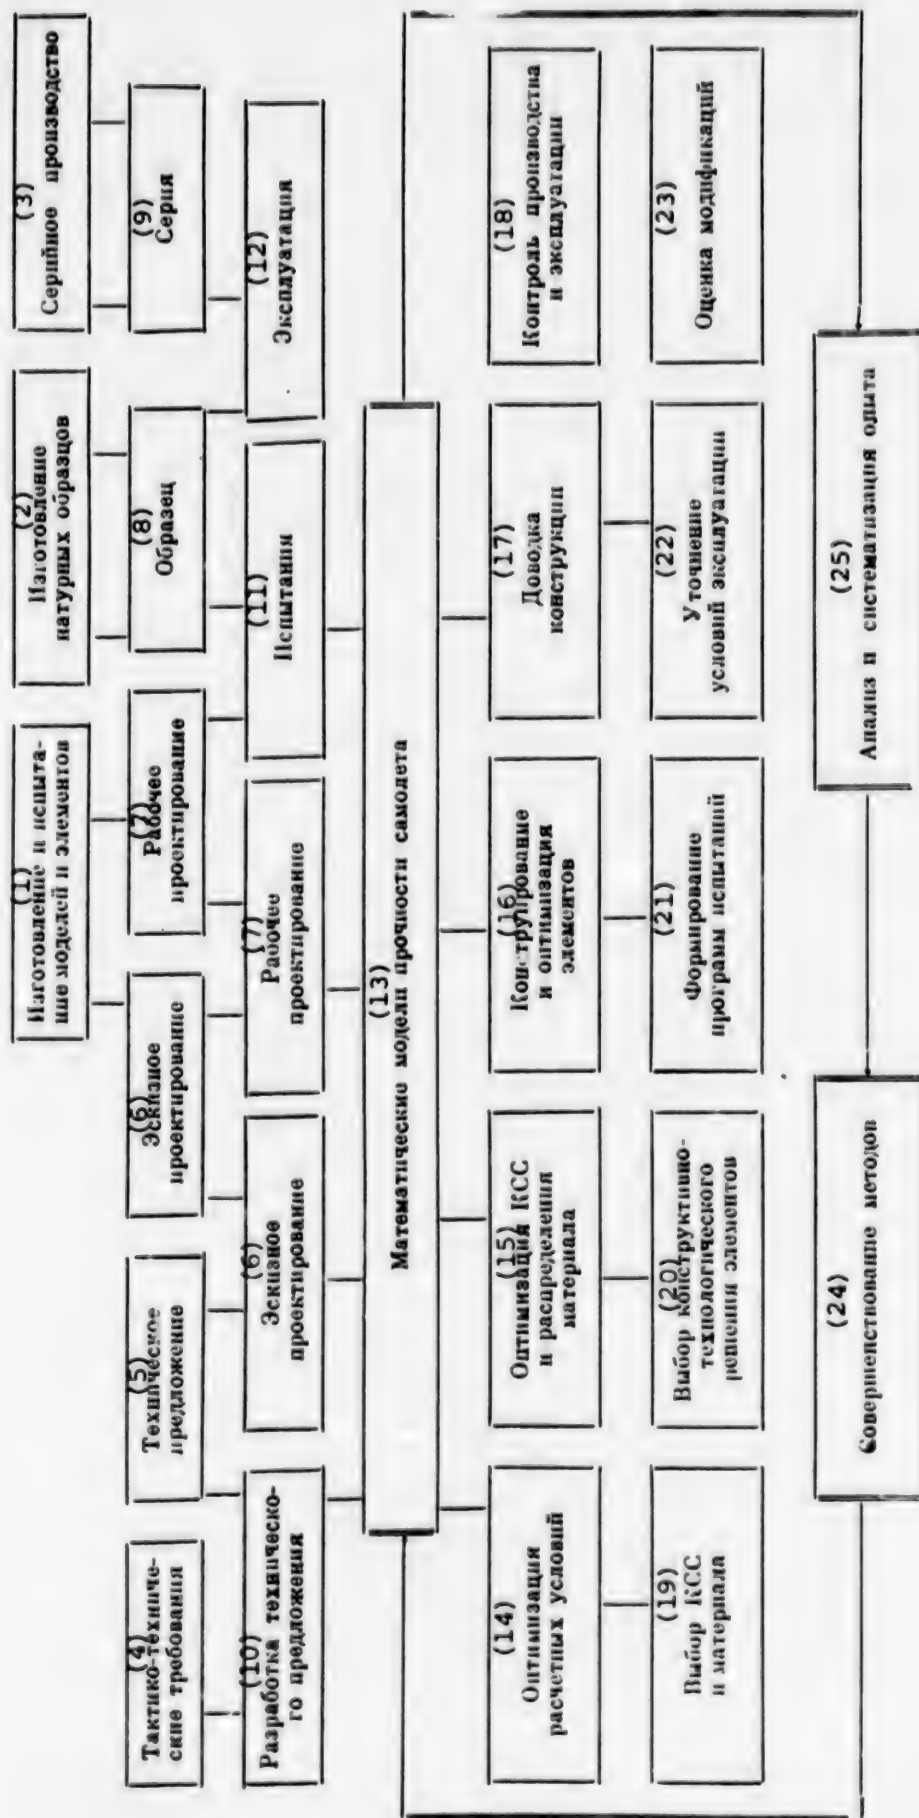 (1)
Изготовление и испыта-
ние моделей и элементов
(2)
Изготовление
натурных образцов
(3)
Серийное производство
(4)
Тактико-техниче-
ские требования
(5)
Техническое
предложение
(6)
Эскизное
проектирование
(7)
Рабочее
проектирование
(8)
Образец
(9)
Серия
(10)
Разработка техническо-
го предложения
(6)
Эскизное
проектирование
(7)
Рабочее
проектирование
(11)
Испытания
(12)
Эксплуатация
(13)
Математические модели прочности самолета
(14)
Оптимизация
расчетных условий
(15)
Оптимизация КСС
и распределения
материала
(16)
Конструирование
и оптимизация
элементов
(17)
Доводка
конструкции
(18)
Контроль производства
и эксплуатации
(19)
Выбор КСС
и материала
(20)
Выбор конструктивно-
технологического
решения элементов
(21)
Формирование
программ испытаний
(22)
Уточнение
условий эксплуатации
(23)
Оценка модификаций
(24)
Совершенствование методов
(25)
Анализ и систематизация опыта